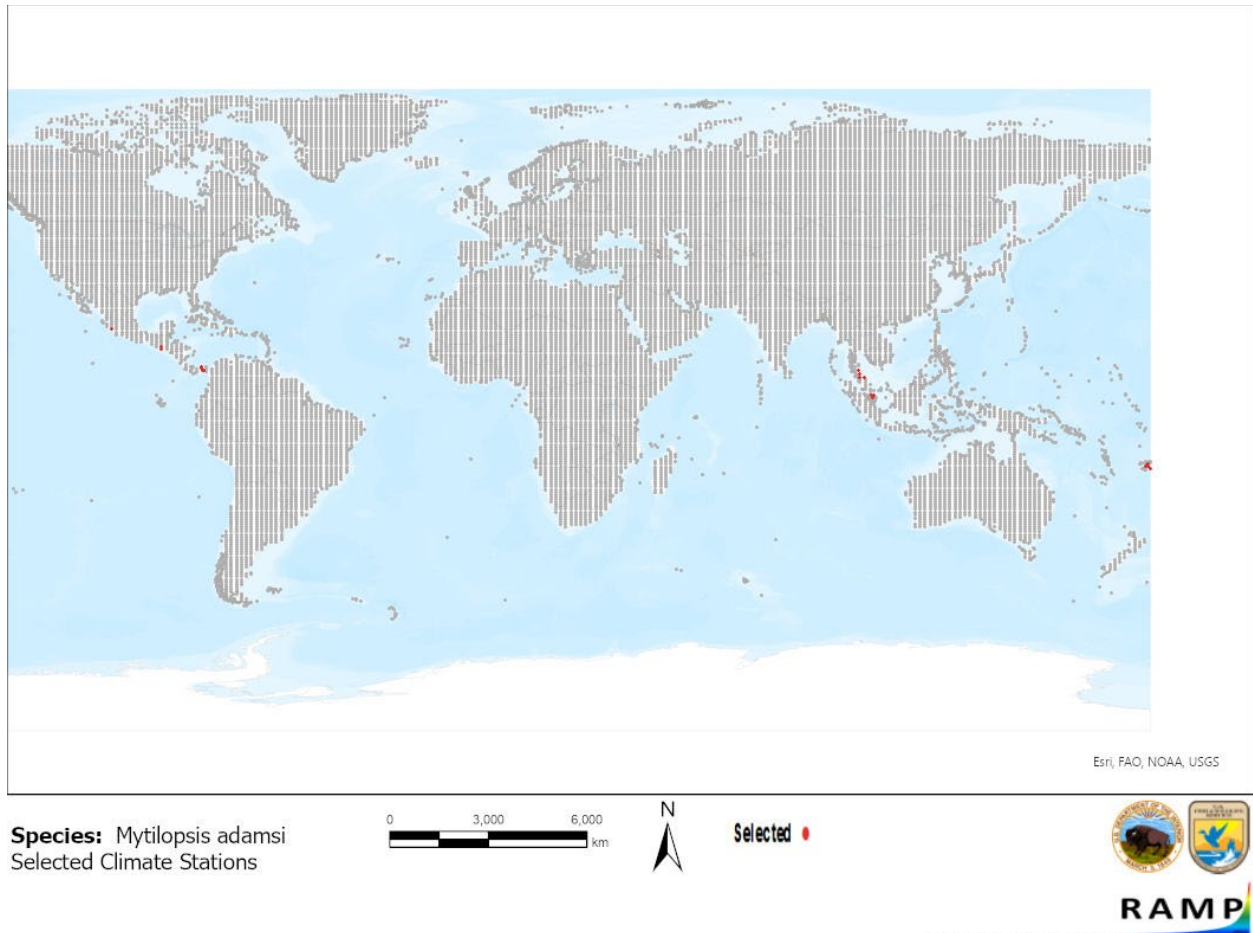 Esri, FAO, NOAA, USGS
Species: Mytilopsis adamsi
Selected Climate Stations
0 3,000 6,000
km
N
Selected
RAMP